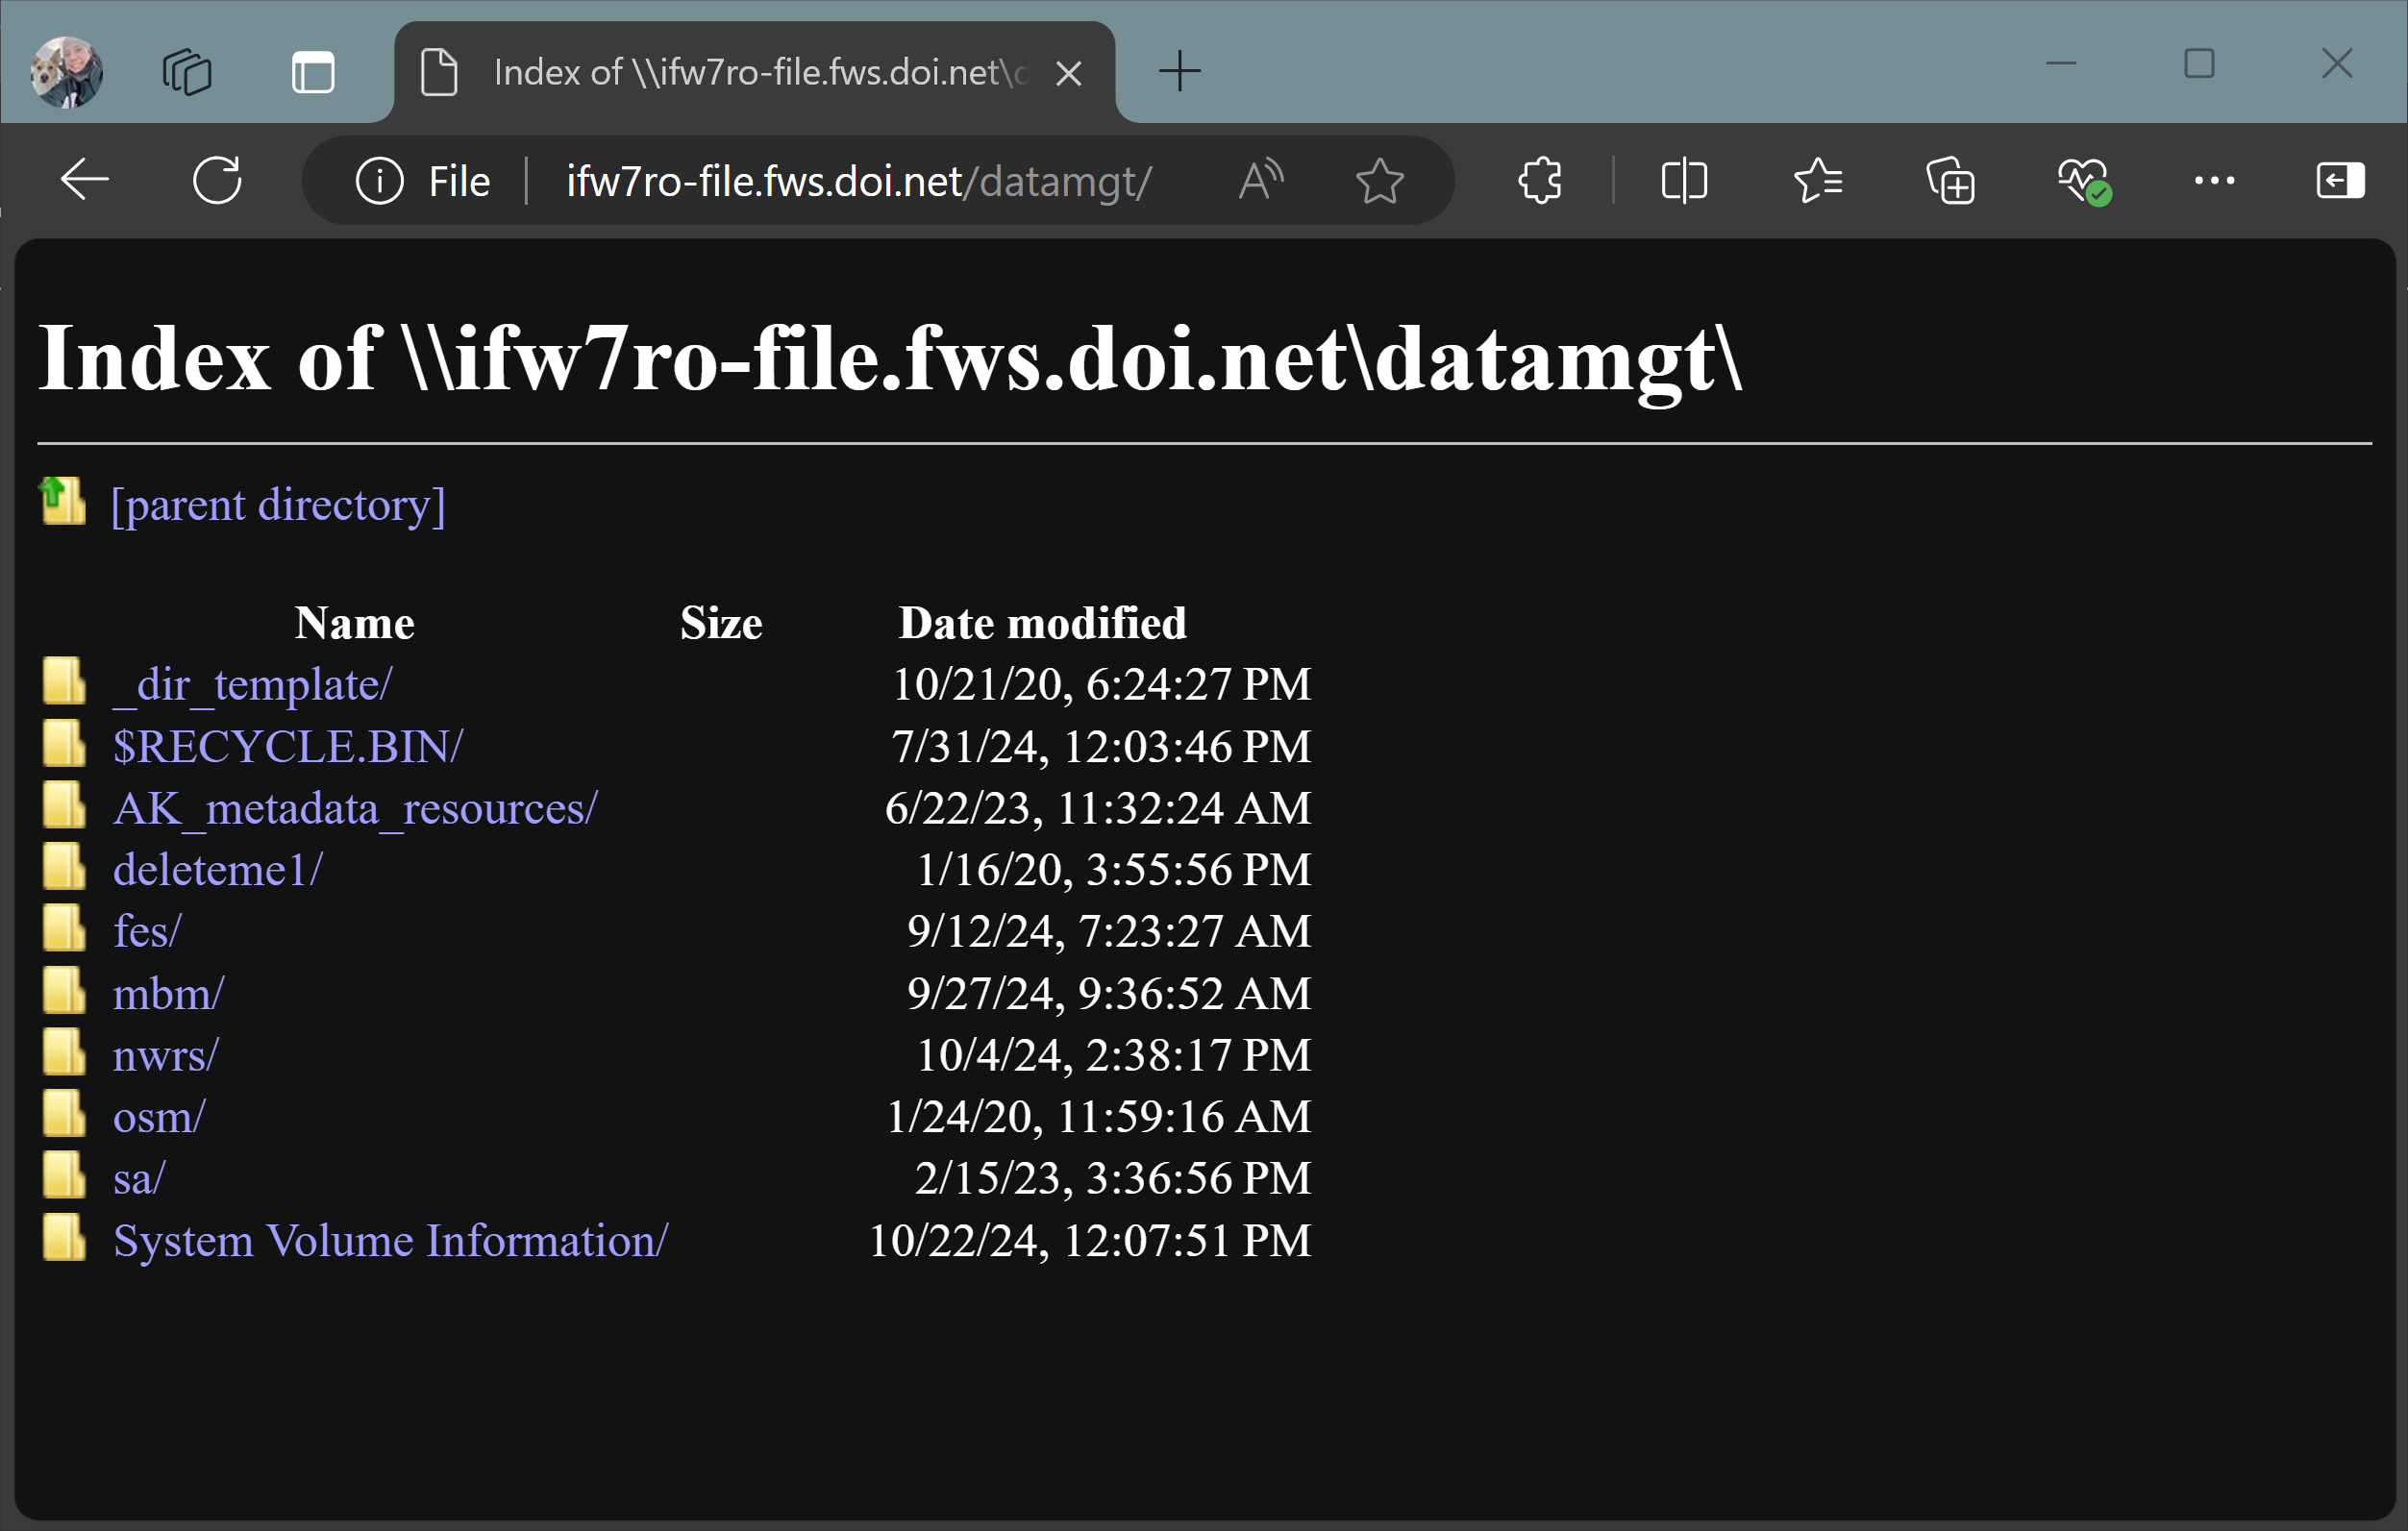 Index of \\ifw7ro-file.fws.doi.net\d
File ifw7ro-file.fws.doi.net/datamgt/
Index of \\ifw7ro-file.fws.doi.net\datamgt\
[parent directory]
Name Size Date modified
_dir_template/ 10/21/20, 6:24:27 PM
$RECYCLE.BIN/ 7/31/24, 12:03:46 PM
AK_metadata_resources/ 6/22/23, 11:32:24 AM
deleteme1/ 1/16/20, 3:55:56 PM
fes/ 9/12/24, 7:23:27 AM
mbm/ 9/27/24, 9:36:52 AM
nwrs/ 10/4/24, 2:38:17 PM
osm/ 1/24/20, 11:59:16 AM
sa/ 2/15/23, 3:36:56 PM
System Volume Information/ 10/22/24, 12:07:51 PM